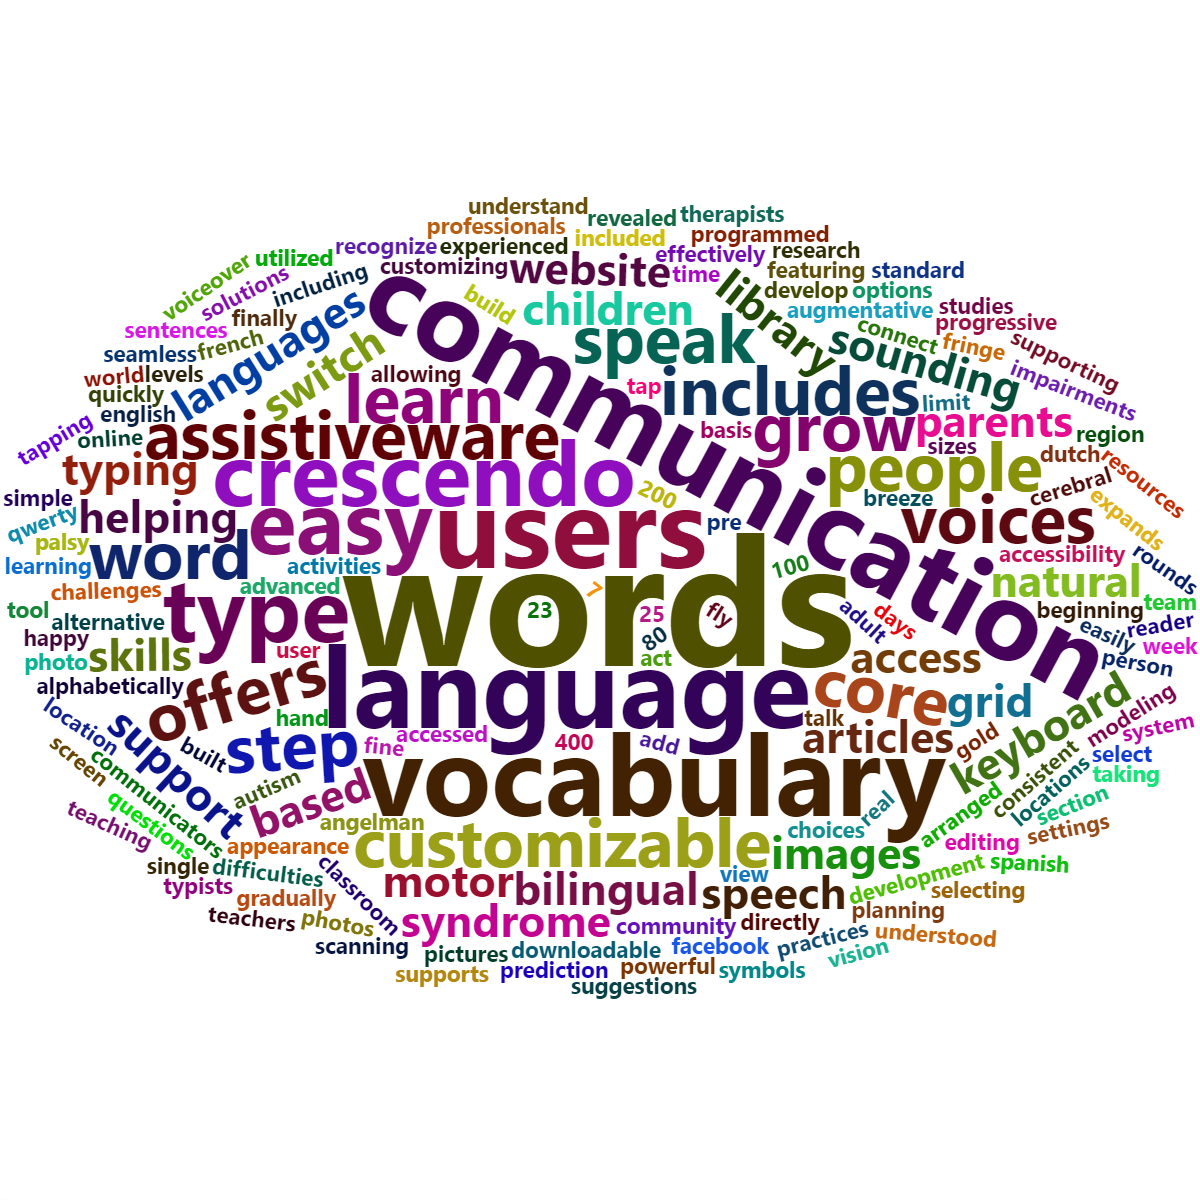 understand
revealed
therapists
professionals
included
programmed
recognize
experienced
effectively
research
utilized
voiceover
customizing
website
time
featuring
standard
solutions
including
communication
build
children
library
develop
options
augmentative
studies
sentences
finally
languages
switch
speak
sounding
connect
progressive
fringe
supporting
seamless
french
world
levels
allowing
learn
tap
includes
limit
impairments
quickly
english
tapping
online
assistiveware
basis
grow
parents
sizes
region
typing
crescendo
people
dutch
resources
simple
200
breeze
cerebral
expands
qwerty
helping
easy
users
pre
voices
palsy
word
accessibility
rounds
learning
activities
100
natural
challenges
advanced
words
7
team
tool
type
23
25
fly
adult
days
beginning
reader
alternative
80
easily
happy
skills
user
act
access
week
photo
person
alphabetically
offers
language
core
grid
keyboard
modeling
location
support
hand
talk
system
built
step
fine
accessed
400
add
articles
gold
consistent
select
screen
communicators
autism
based
vocabulary
real
locations
taking
questions
arranged
section
teaching
angelman
choices
settings
appearance
customizable
images
editing
single
difficulties
classroom
view
development
spanish
typists
motor
bilingual
speech
selecting
gradually
planning
teachers
photos
syndrome
community
directly
practices
understood
scanning
pictures
downloadable
facebook
vision
supports
prediction
powerful
symbols
suggestions